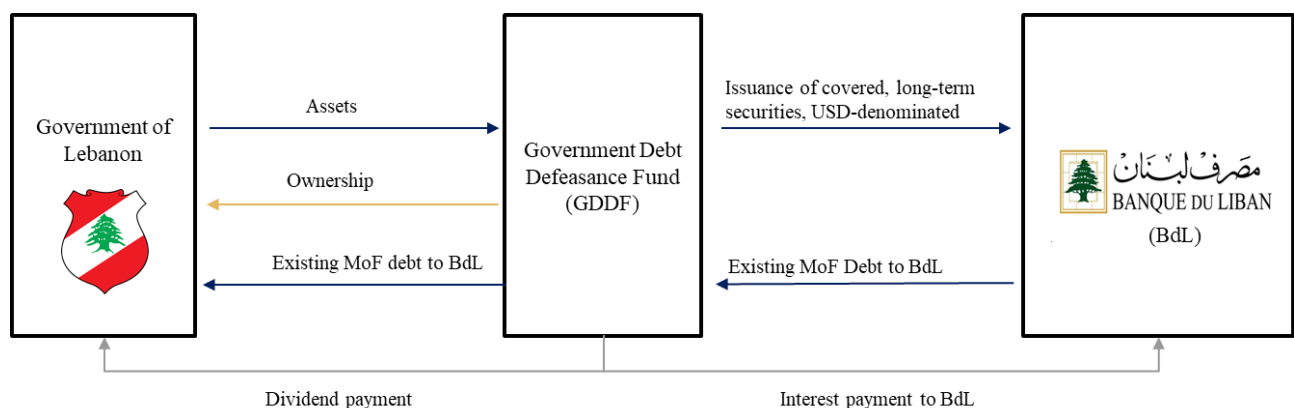 Government of
Lebanon
Assets
Ownership
Existing MoF debt to BdL
Government Debt
Defeasance Fund
(GDDF)
Issuance of covered, long-term
securities, USD-denominated
Existing MoF Debt to BdL
مصرف لبنان
BANQUE DU LIBAN
(BdL)
Dividend payment
Interest payment to BdL